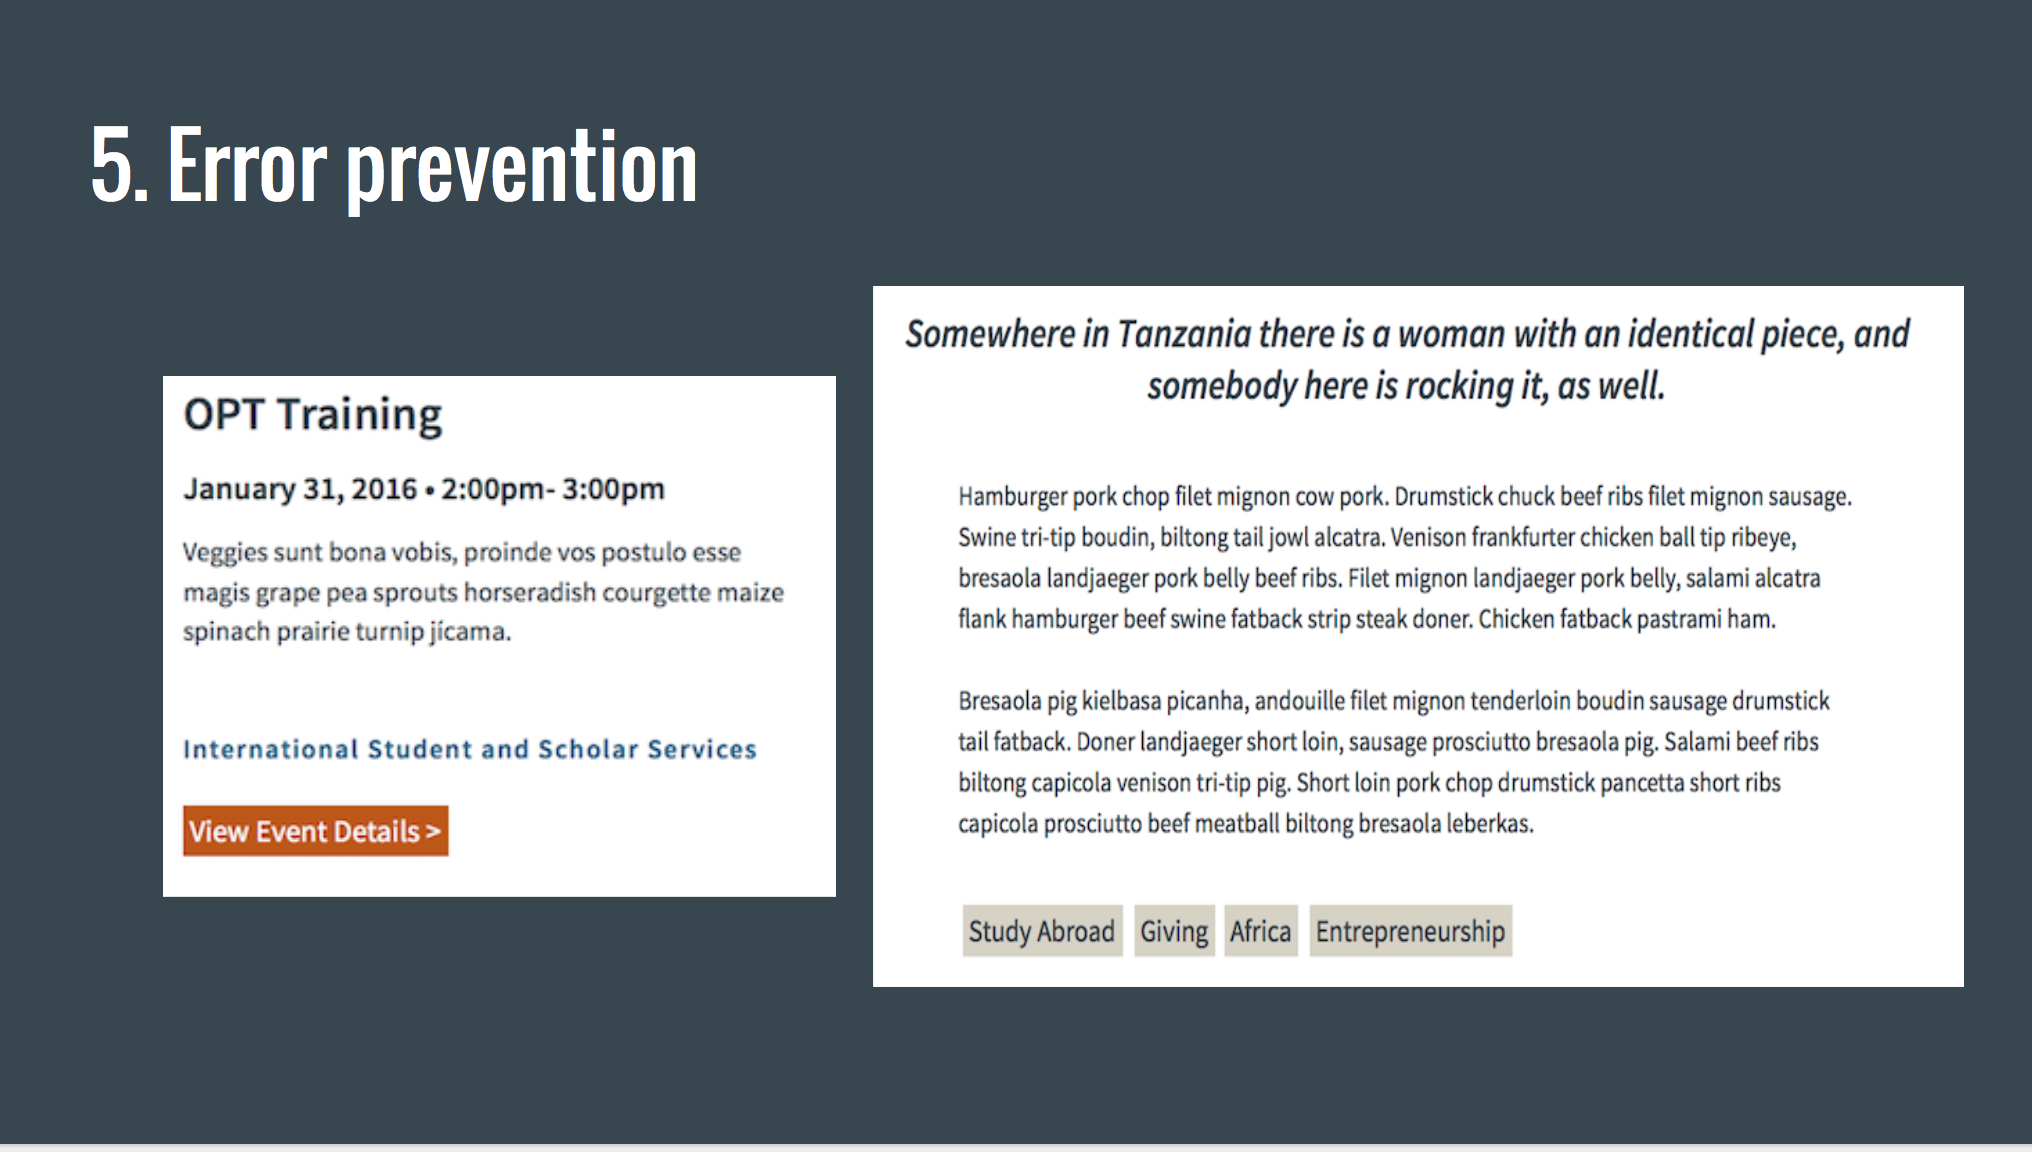 5. Error prevention
OPT Training
January 31, 2016 • 2:00pm- 3:00pm
Veggies sunt bona vobis, proinde vos postulo esse
magis grape pea sprouts horseradish courgette maize
spinach prairie turnip jícama.
International Student and Scholar Services
View Event Details >
Somewhere in Tanzania there is a woman with an identical piece, and
somebody here is rocking it, as well.
Hamburger pork chop filet mignon cow pork. Drumstick chuck beef ribs filet mignon sausage.
Swine tri-tip boudin, biltong tail jowl alcatra. Venison frankfurter chicken ball tip ribeye,
bresaola landjaeger pork belly beef ribs. Filet mignon landjaeger pork belly, salami alcatra
flank hamburger beef swine fatback strip steak doner. Chicken fatback pastrami ham.
Bresaola pig kielbasa picanha, andouille filet mignon tenderloin boudin sausage drumstick
tail fatback. Doner landjaeger short loin, sausage prosciutto bresaola pig. Salami beef ribs
biltong capicola venison tri-tip pig. Short loin pork chop drumstick pancetta short ribs
capicola prosciutto beef meatball biltong bresaola leberkas.
Study Abroad Giving Africa Entrepreneurship